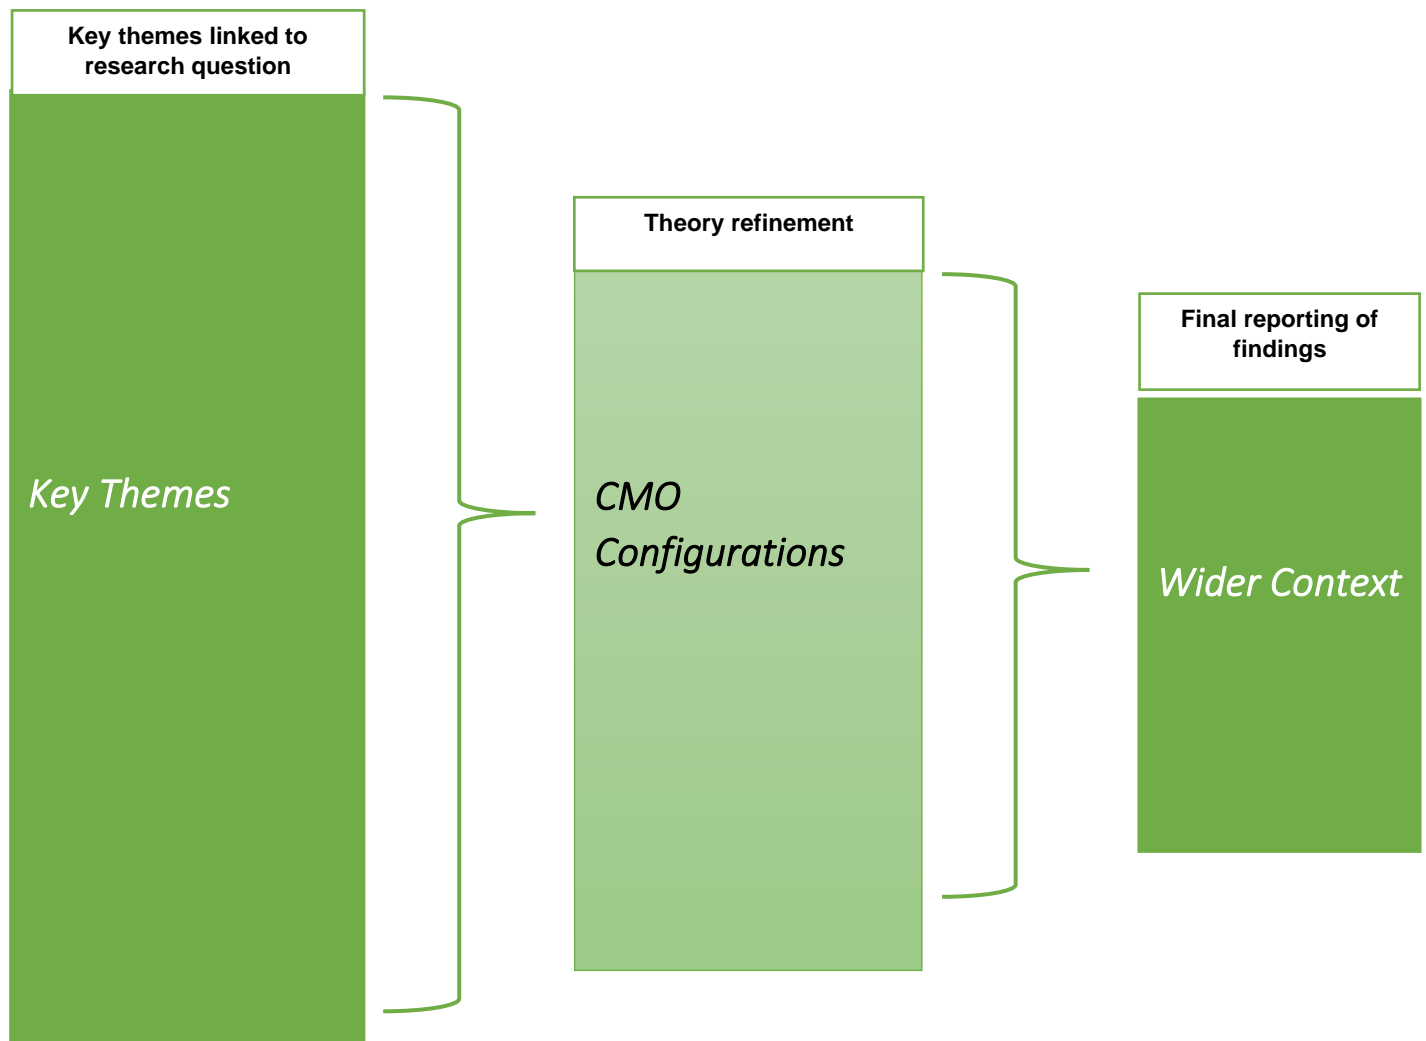 Key themes linked to
research question
Key Themes
Theory refinement
CMO
Configurations
Final reporting of
findings
Wider Context